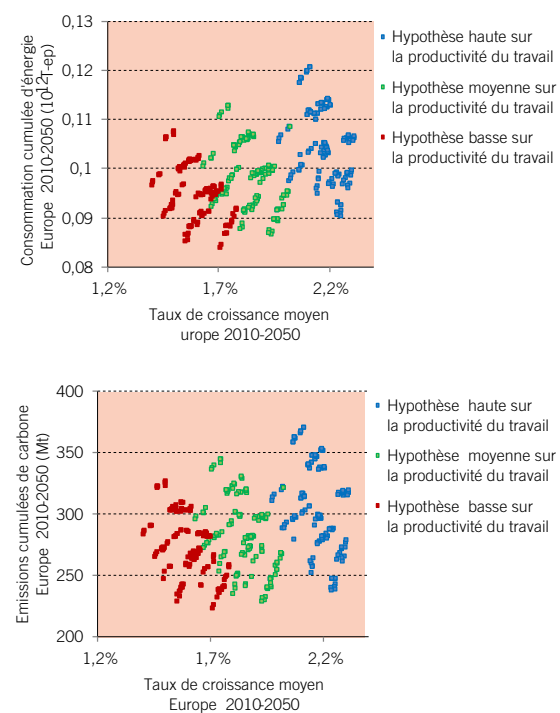 Consommation cumulée d'énergie
Europe 2010-2050 (10¹²T-ep)
0,13
0,12
0,11
0,1
0,09
0,08
1,2%
1,7%
2,2%
Taux de croissance moyen
urope 2010-2050
Hypothèse haute sur
la productivité du travail
Hypothèse moyenne sur
la productivité du travail
Hypothèse basse sur
la productivité du travail
Emissions cumulées de carbone
Europe 2010-2050 (Mt)
400
350
300
250
200
1,2%
1,7%
2,2%
Taux de croissance moyen
Europe 2010-2050
Hypothèse haute sur
la productivité du travail
Hypothèse moyenne sur
la productivité du travail
Hypothèse basse sur
la productivité du travail